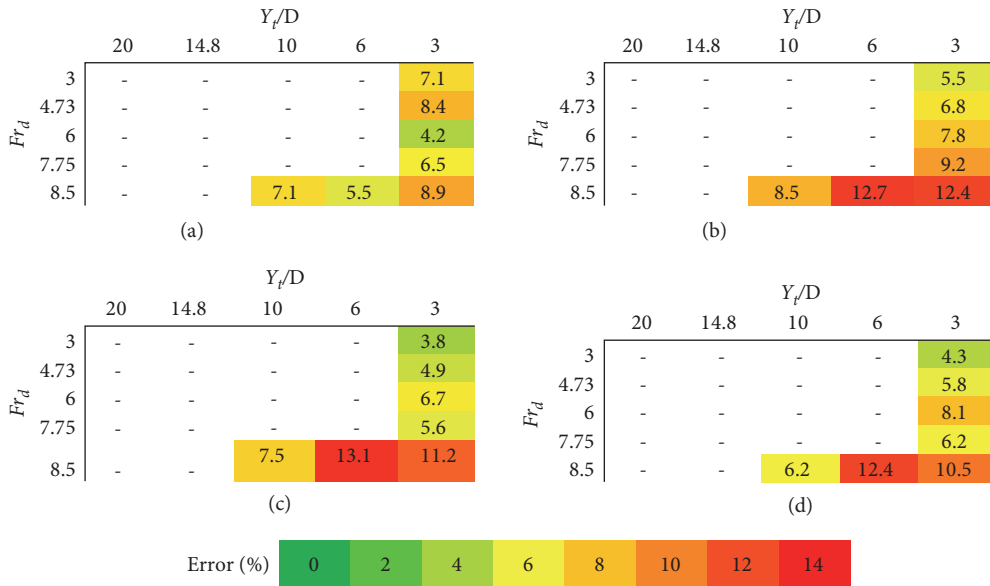 Y_t/D
20 14.8 10 6 3
Fr_d
3 - - - - 7.1
4.73 - - - - 8.4
6 - - - - 4.2
7.75 - - - - 6.5
8.5 - - 7.1 5.5 8.9
(a)
Y_t/D
20 14.8 10 6 3
Fr_d
3 - - - - 5.5
4.73 - - - - 6.8
6 - - - - 7.8
7.75 - - - - 9.2
8.5 - - 8.5 12.7 12.4
(b)
Y_t/D
20 14.8 10 6 3
Fr_d
3 - - - - 3.8
4.73 - - - - 4.9
6 - - - - 6.7
7.75 - - - - 5.6
8.5 - - 7.5 13.1 11.2
(c)
Y_t/D
20 14.8 10 6 3
Fr_d
3 - - - - 4.3
4.73 - - - - 5.8
6 - - - - 8.1
7.75 - - - - 6.2
8.5 - - 6.2 12.4 10.5
(d)
Error (%) 0 2 4 6 8 10 12 14